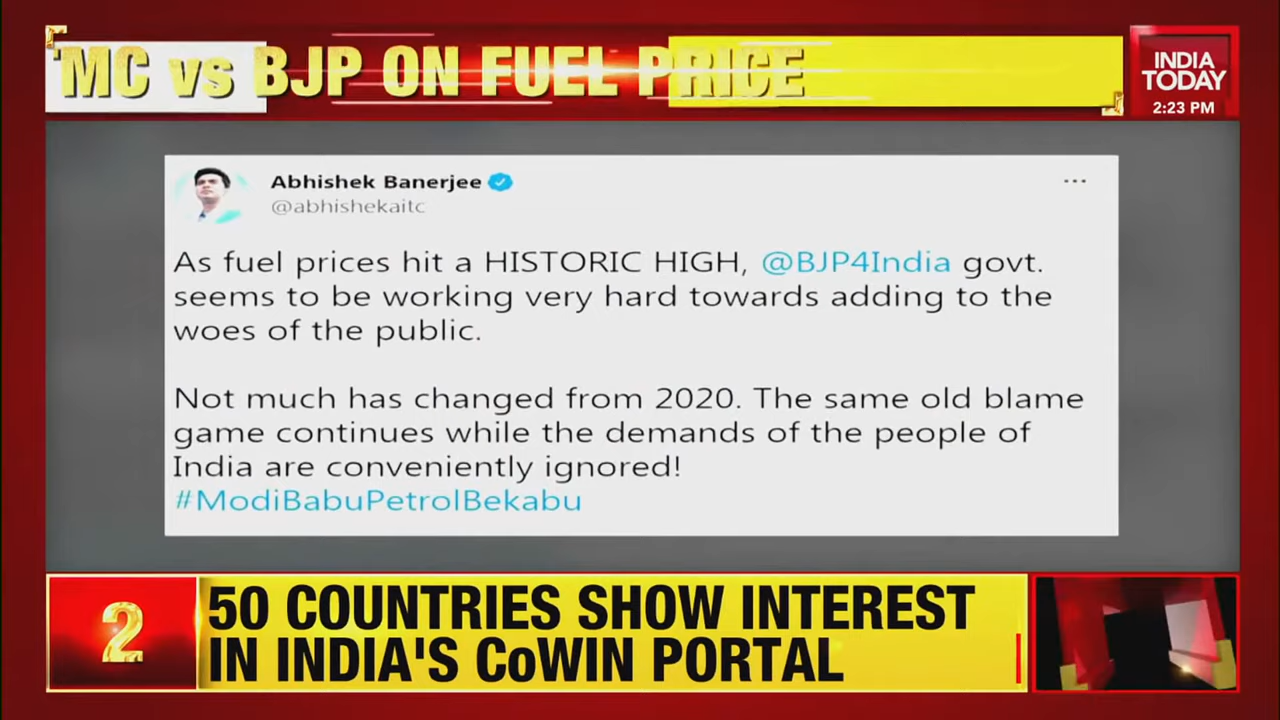 MC vs BJP ON FUEL PRICE
INDIA
TODAY
2:23 PM
Abhishek Banerjee
@abhishekaitc
...
As fuel prices hit a HISTORIC HIGH, @BJP4India govt.
seems to be working very hard towards adding to the
woes of the public.
Not much has changed from 2020. The same old blame
game continues while the demands of the people of
India are conveniently ignored!
#ModiBabuPetrolBekabu
2
50 COUNTRIES SHOW INTEREST
IN INDIA'S CoWIN PORTAL